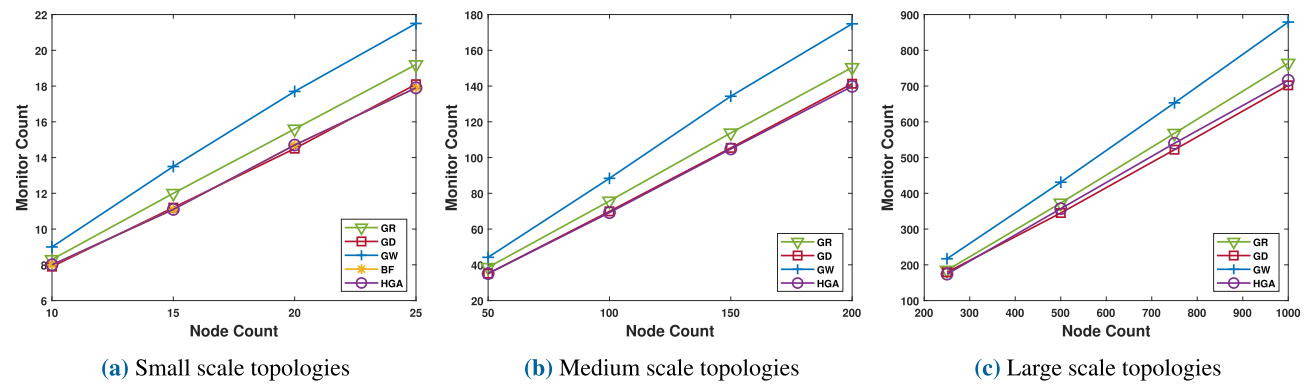 22
20
18
16
14
12
10
8
6
Monitor Count
10 15 20 25
Node Count
GR
GD
GW
BF
HGA
(a) Small scale topologies
180
160
140
120
100
80
60
40
20
Monitor Count
50 100 150 200
Node Count
GR
GD
GW
HGA
(b) Medium scale topologies
900
800
700
600
500
400
300
200
100
Monitor Count
200 300 400 500 600 700 800 900 1000
Node Count
GR
GD
GW
HGA
(c) Large scale topologies